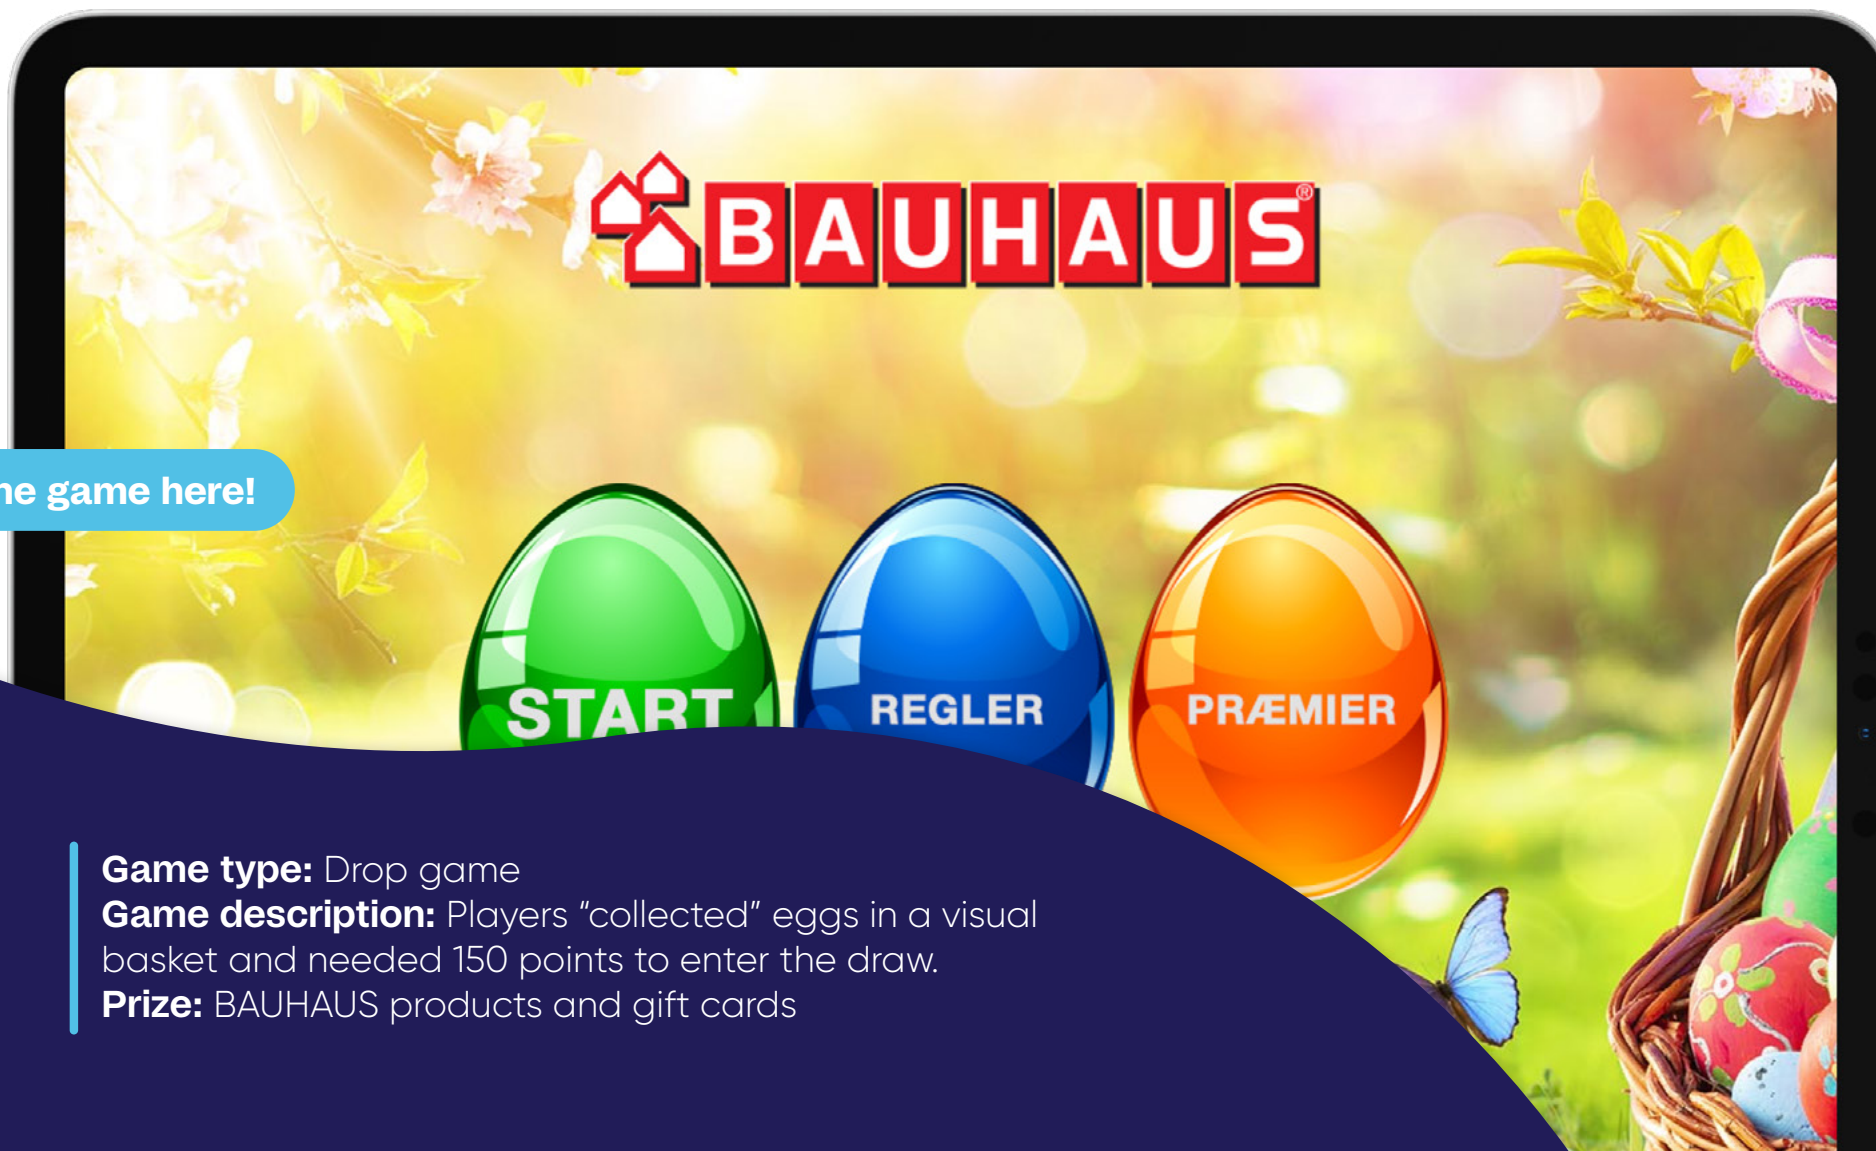 BAUHAUS®
game here!
START
REGLER
PRÆMIER
Game type: Drop game
Game description: Players “collected” eggs in a visual
basket and needed 150 points to enter the draw.
Prize: BAUHAUS products and gift cards